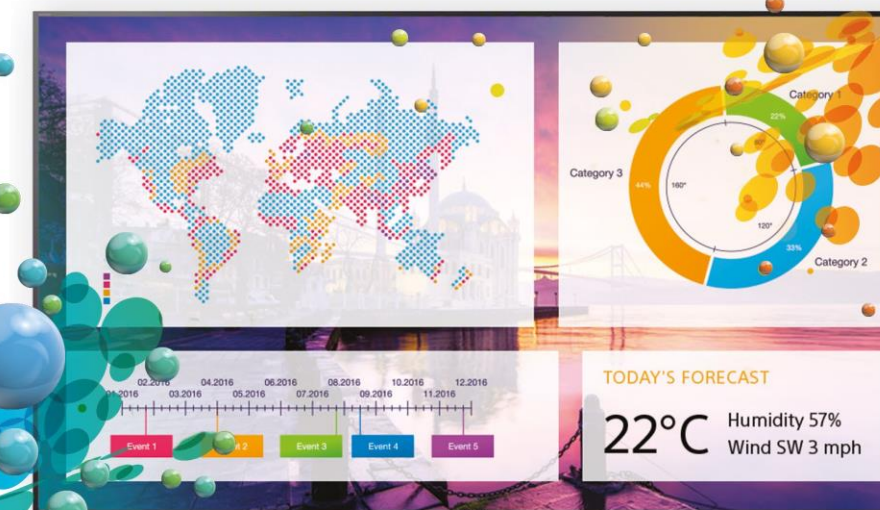 Category 1
22%
80°
Category 3
44%
160°
120°
33%
Category 2
02.2016
04.2016
06.2016
08.2016
10.2016
12.2016
.2016
03.2016
05.2016
07.2016
09.2016
11.2016
Event 1
t 2
Event 3
Event 4
Event 5
TODAY'S FORECAST
22°C
Humidity 57%
Wind SW 3 mph